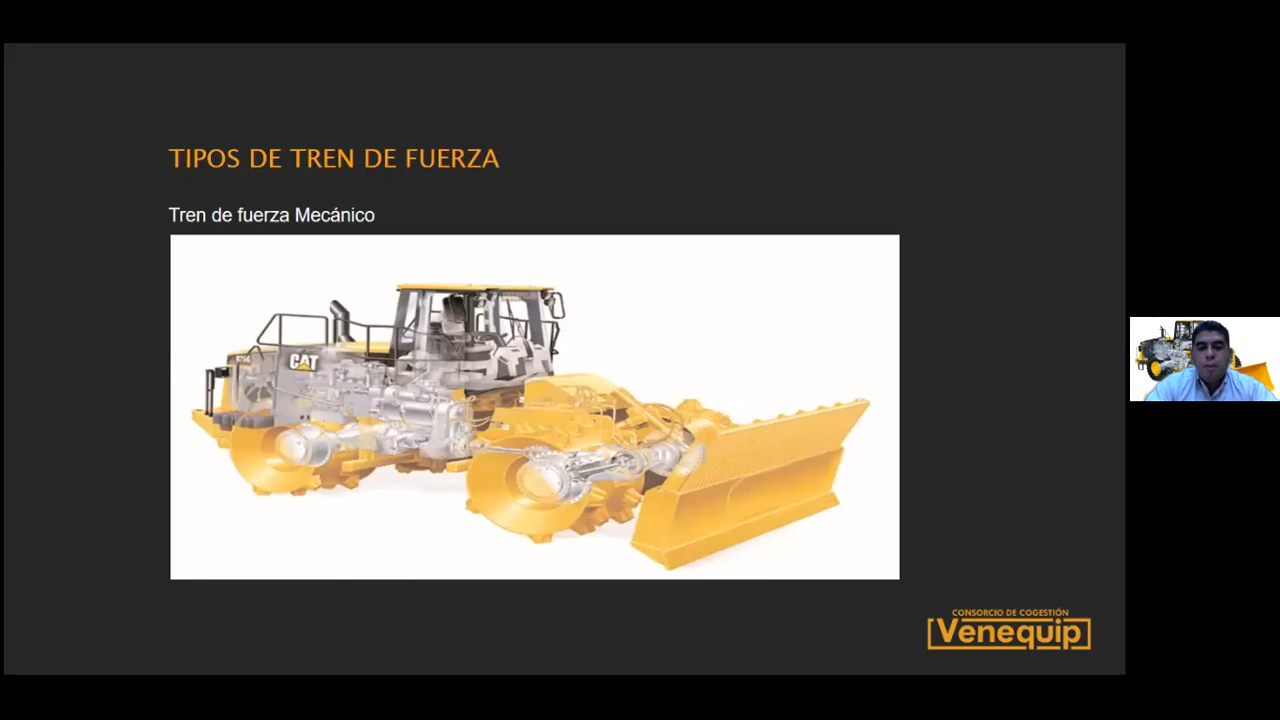 TIPOS DE TREN DE FUERZA
Tren de fuerza Mecánico
CAT
CONSORCIO DE COGESTIÓN
Venequip